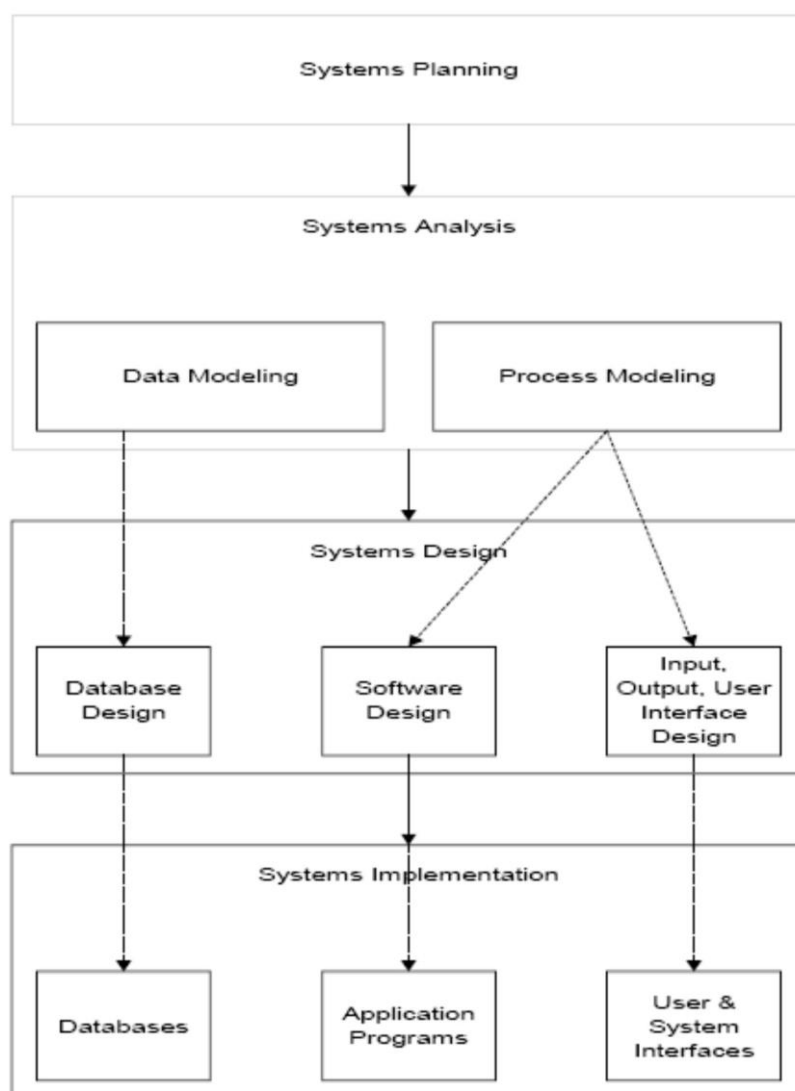 Systems Planning
Systems Analysis
Data Modeling
Process Modeling
Systems Design
Database
Design
Software
Design
Input,
Output, User
Interface
Design
Systems Implementation
Databases
Application
Programs
User &
System
Interfaces